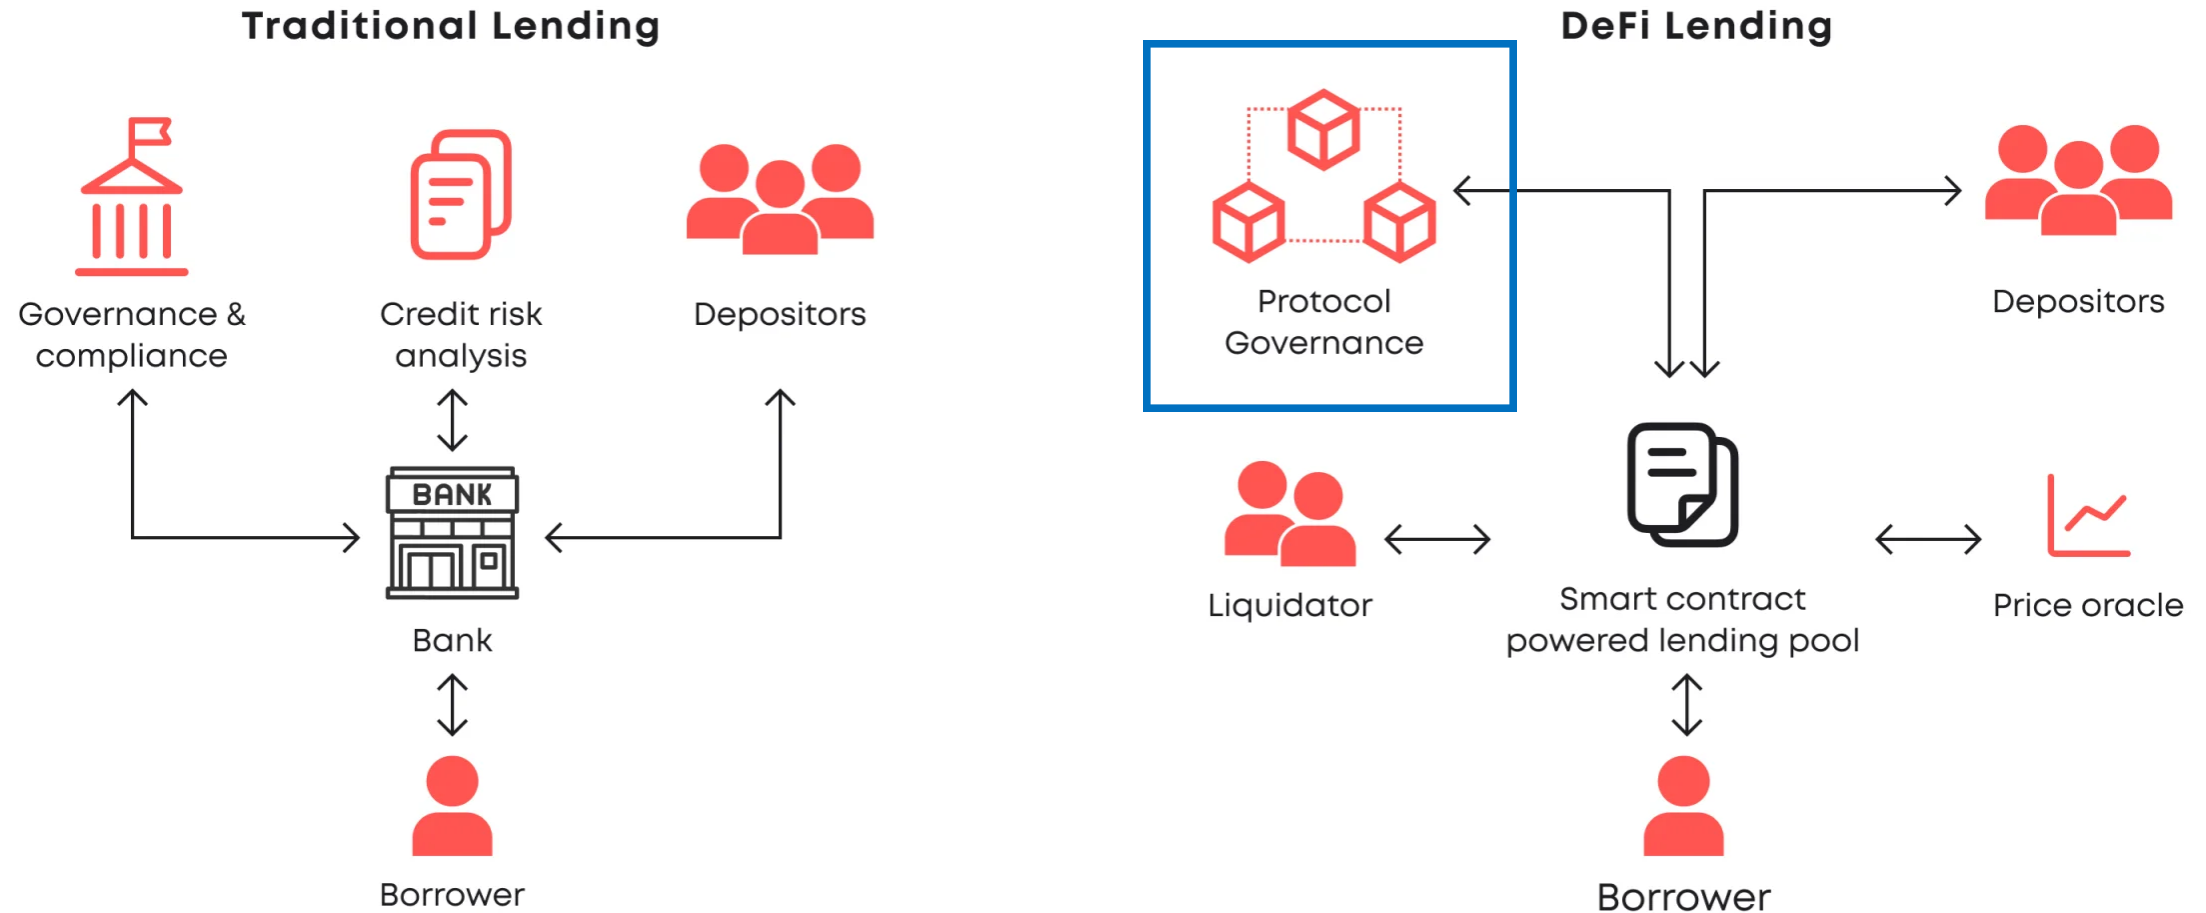 Traditional Lending
Governance &
compliance
Credit risk
analysis
Depositors
BANK
Bank
Borrower
DeFi Lending
Protocol
Governance
Depositors
Liquidator
Smart contract
powered lending pool
Price oracle
Borrower